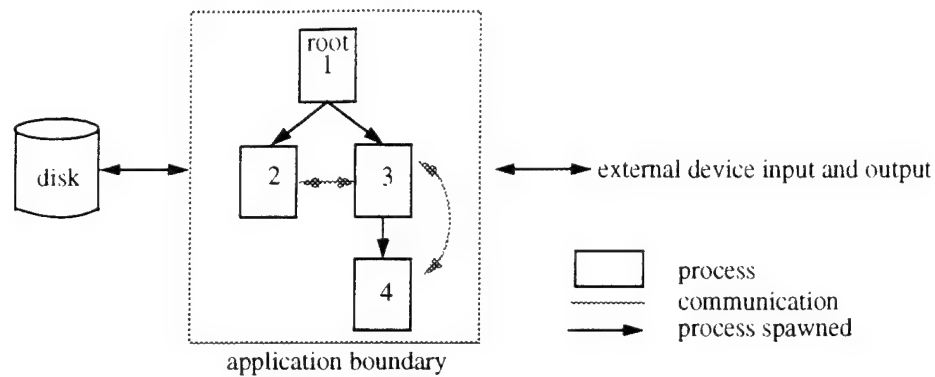 root
1
disk
2
3
external device input and output
4
process
communication
process spawned
application boundary